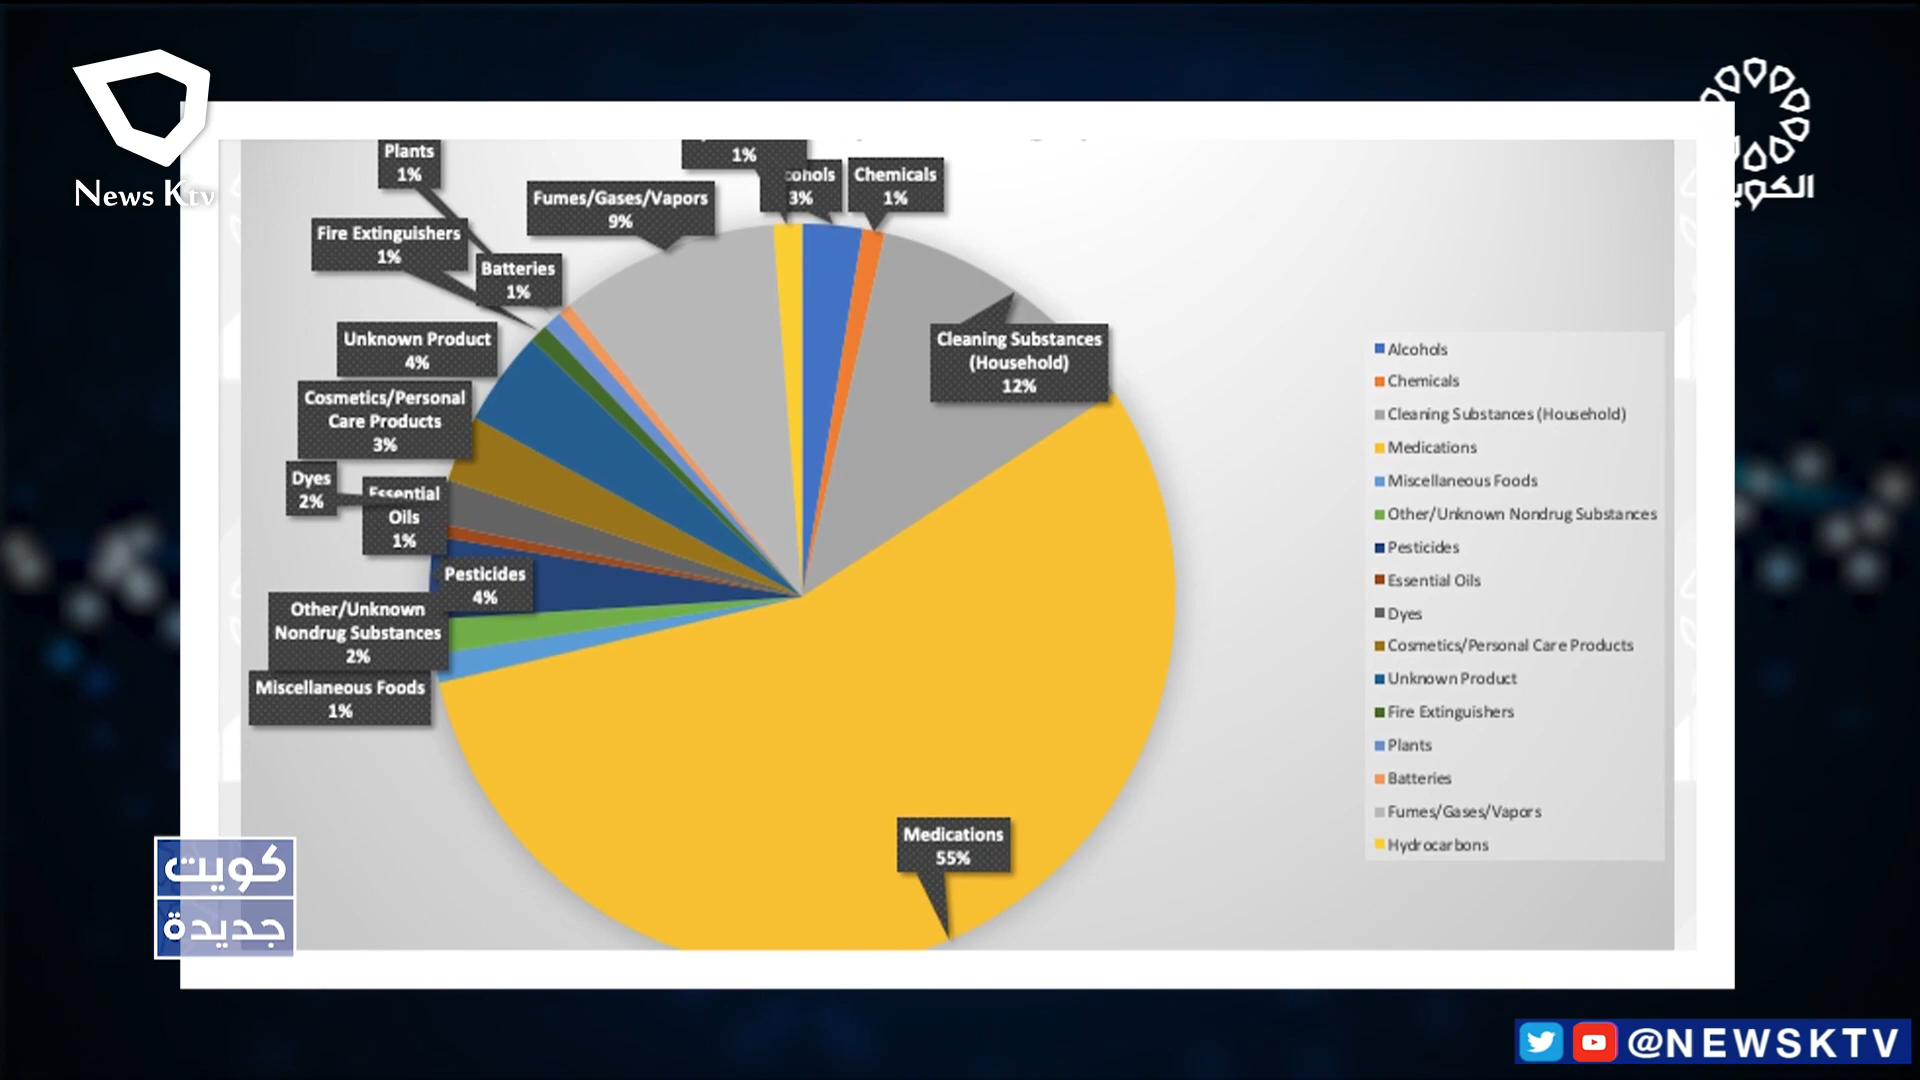 News Ktv
الكويت
Plants
1%
1%
Alcohols
3%
Chemicals
1%
Fumes/Gases/Vapors
9%
Fire Extinguishers
1%
Batteries
1%
Unknown Product
4%
Cleaning Substances
(Household)
12%
Cosmetics/Personal
Care Products
3%
Dyes
2%
Essential
Oils
1%
Pesticides
4%
Other/Unknown
Nondrug Substances
2%
Miscellaneous Foods
1%
Medications
55%
Alcohols
Chemicals
Cleaning Substances (Household)
Medications
Miscellaneous Foods
Other/Unknown Nondrug Substances
Pesticides
Essential Oils
Dyes
Cosmetics/Personal Care Products
Unknown Product
Fire Extinguishers
Plants
Batteries
Fumes/Gases/Vapors
Hydrocarbons
كويت
جديدة
@NEWSKTV